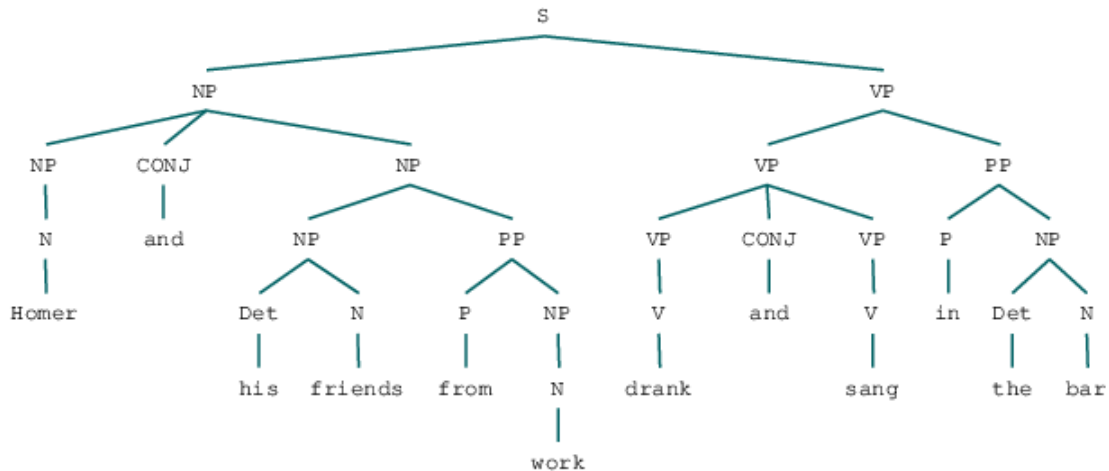 S
NP VP
NP CONJ NP VP PP
N and NP PP VP CONJ VP P NP
Homer Det N P NP V and V in Det N
his friends from N drank sang the bar
work